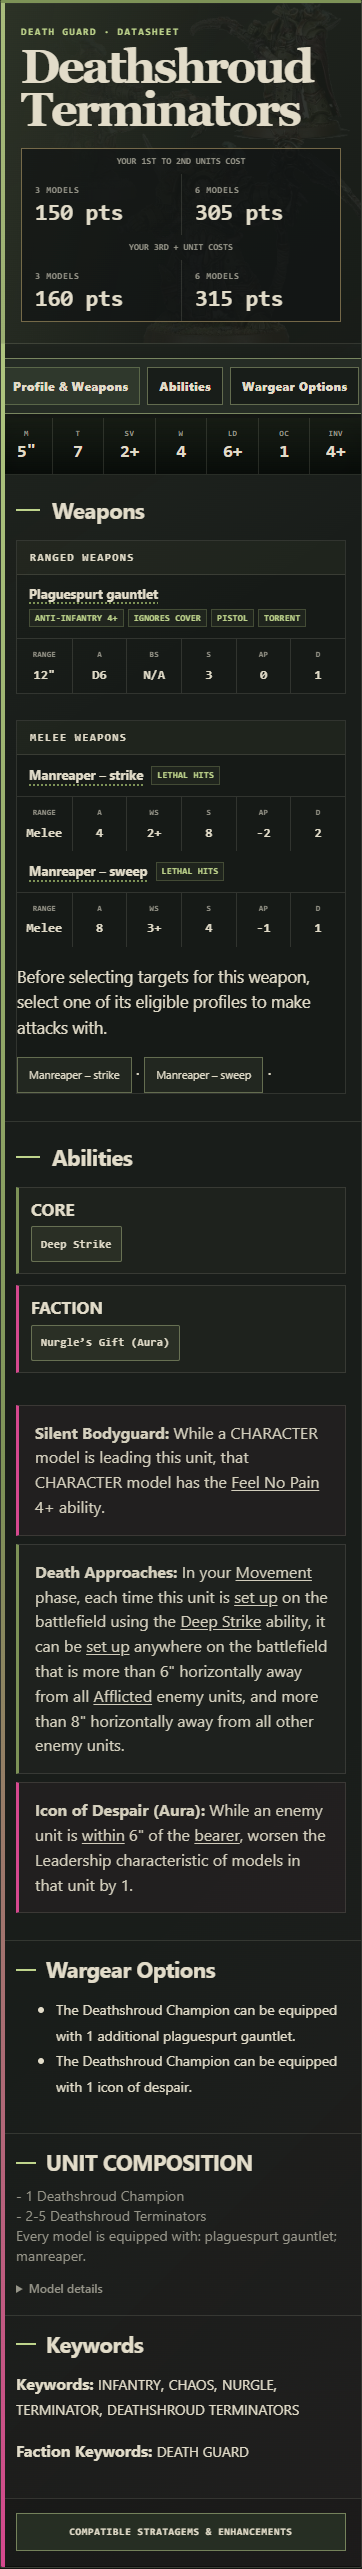 DEATH GUARD · DATASHEET
Deathshroud
Terminators
YOUR 1ST TO 2ND UNITS COST
3 MODELS
150 pts
6 MODELS
305 pts
YOUR 3RD + UNIT COSTS
3 MODELS
160 pts
6 MODELS
315 pts
Profile & Weapons Abilities Wargear Options
M T SV W LD OC INV
5" 7 2+ 4 6+ 1 4+
Weapons
RANGED WEAPONS
Plaguespurt gauntlet
ANTI-INFANTRY 4+ IGNORES COVER PISTOL TORRENT
RANGE A BS S AP D
12" D6 N/A 3 0 1
MELEE WEAPONS
Manreaper – strike LETHAL HITS
RANGE A WS S AP D
Melee 4 2+ 8 -2 2
Manreaper – sweep LETHAL HITS
RANGE A WS S AP D
Melee 8 3+ 4 -1 1
Before selecting targets for this weapon,
select one of its eligible profiles to make
attacks with.
Manreaper – strike · Manreaper – sweep ·
Abilities
CORE
Deep Strike
FACTION
Nurgle’s Gift (Aura)
Silent Bodyguard: While a CHARACTER
model is leading this unit, that
CHARACTER model has the Feel No Pain
4+ ability.
Death Approaches: In your Movement
phase, each time this unit is set up on the
battlefield using the Deep Strike ability, it
can be set up anywhere on the battlefield
that is more than 6" horizontally away
from all Afflicted enemy units, and more
than 8" horizontally away from all other
enemy units.
Icon of Despair (Aura): While an enemy
unit is within 6" of the bearer, worsen the
Leadership characteristic of models in
that unit by 1.
Wargear Options
• The Deathshroud Champion can be equipped
with 1 additional plaguespurt gauntlet.
• The Deathshroud Champion can be equipped
with 1 icon of despair.
UNIT COMPOSITION
- 1 Deathshroud Champion
- 2-5 Deathshroud Terminators
Every model is equipped with: plaguespurt gauntlet;
manreaper.
▶ Model details
Keywords
Keywords: INFANTRY, CHAOS, NURGLE,
TERMINATOR, DEATHSHROUD TERMINATORS
Faction Keywords: DEATH GUARD
COMPATIBLE STRATAGEMS & ENHANCEMENTS